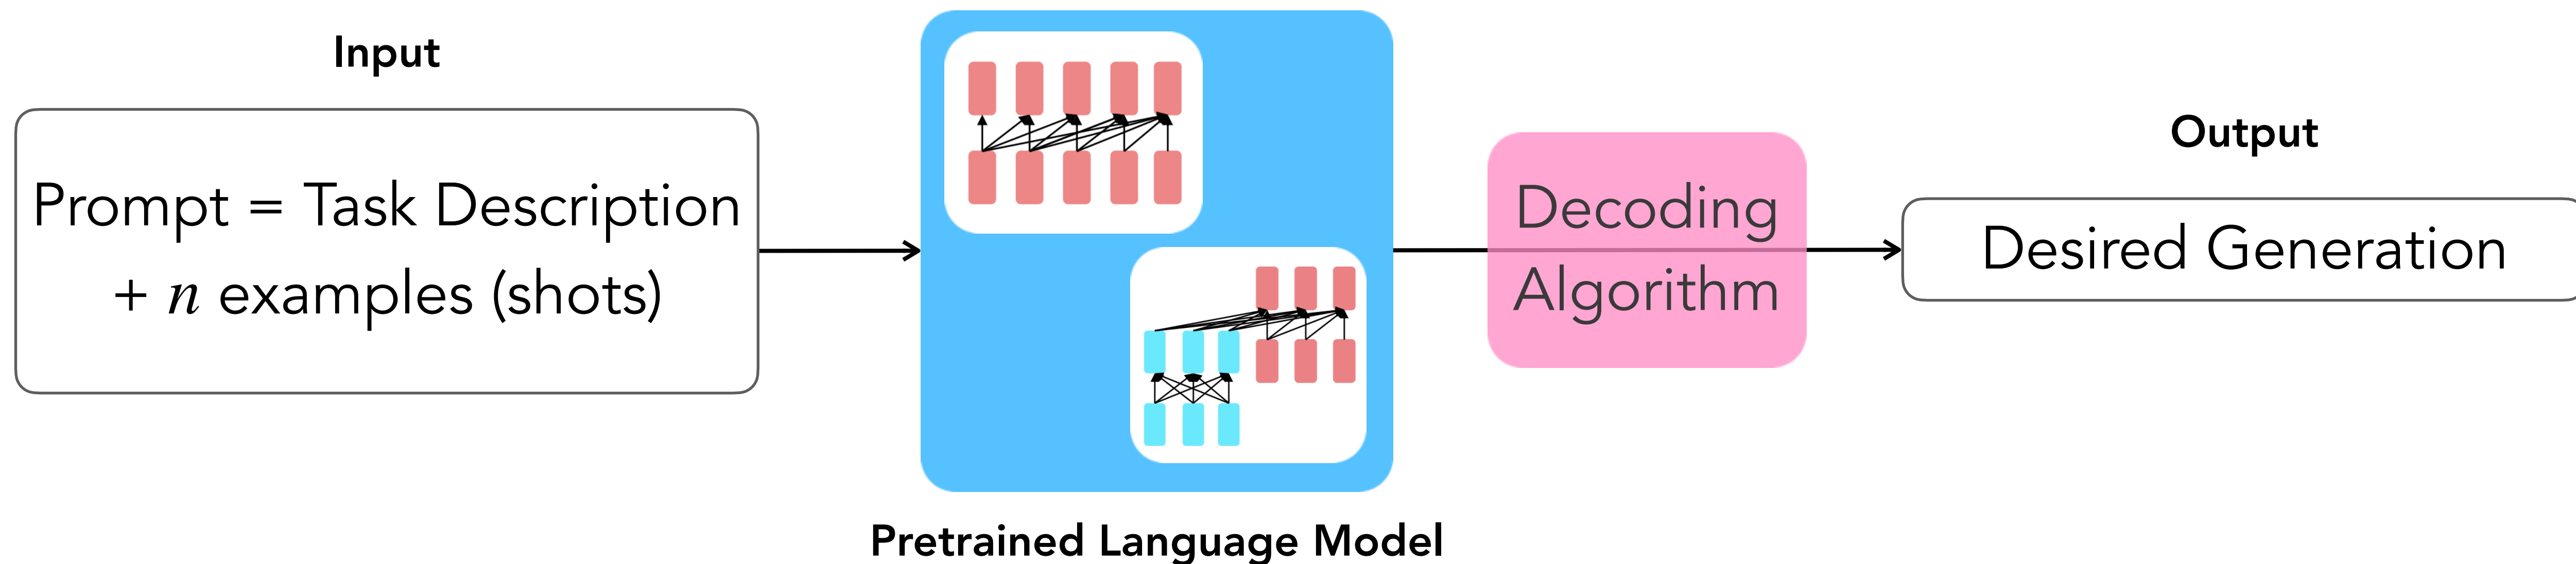 Input
Prompt = Task Description
+ n examples (shots)
Pretrained Language Model
Decoding
Algorithm
Output
Desired Generation